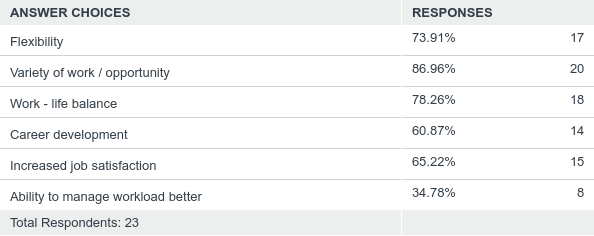 ANSWER CHOICES RESPONSES
Flexibility 73.91% 17
Variety of work / opportunity 86.96% 20
Work - life balance 78.26% 18
Career development 60.87% 14
Increased job satisfaction 65.22% 15
Ability to manage workload better 34.78% 8
Total Respondents: 23